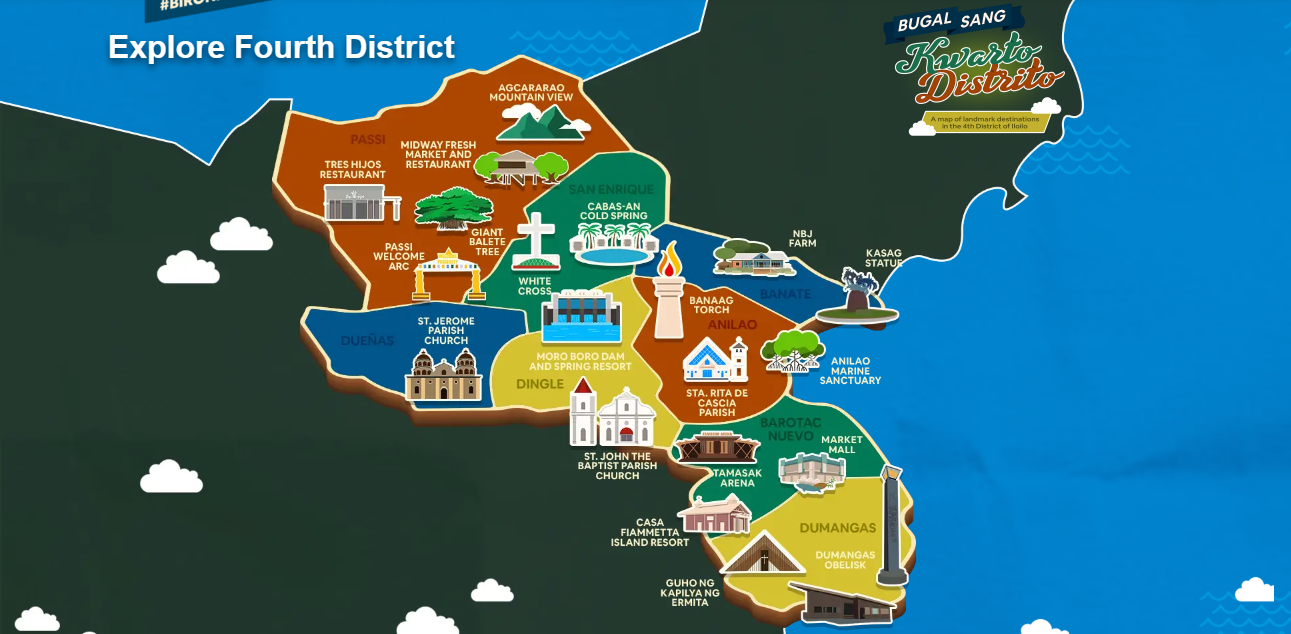 Explore Fourth District
BUGAL SANG
Kwarto
Distrito
A map of landmark destinations
in the 4th District of Iloilo
AGCARARAO
MOUNTAIN VIEW
PASSI
MIDWAY FRESH
MARKET AND
RESTAURANT
TRES HIJOS
RESTAURANT
SAN ENRIQUE
CABAS-AN
COLD SPRING
GIANT
BALETE
TREE
PASSI
WELCOME
ARC
NBJ
FARM
KASAG
STATUE
WHITE
CROSS
BANATE
BANAAG
TORCH
ANILAO
ST. JEROME
PARISH
CHURCH
DUEÑAS
MORO BORO DAM
AND SPRING RESORT
DINGLE
ANILAO
MARINE
SANCTUARY
STA. RITA DE
CASCIA
PARISH
BAROTAC
NUEVO
MARKET
MALL
ST. JOHN THE
BAPTIST PARISH
CHURCH
TAMASAK
ARENA
CASA
FIAMMETTA
ISLAND RESORT
DUMANGAS
DUMANGAS
OBELISK
GUHO NG
KAPILYA NG
ERMITA